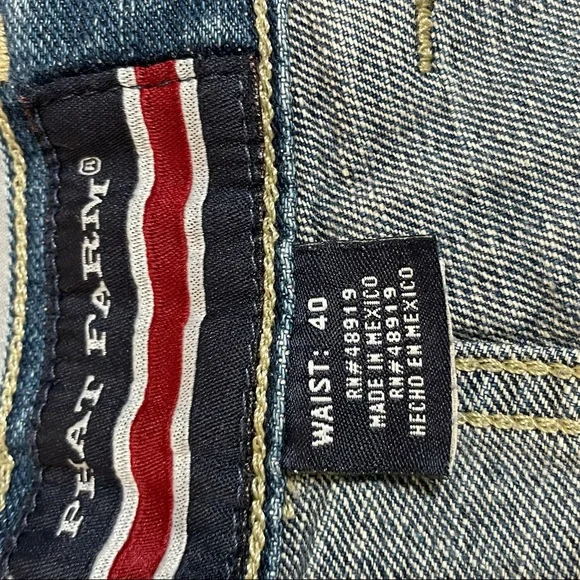 PHAT FARM®
WAIST: 40
RN#48919
MADE IN MEXICO
RN#48919
HECHO EN MEXICO